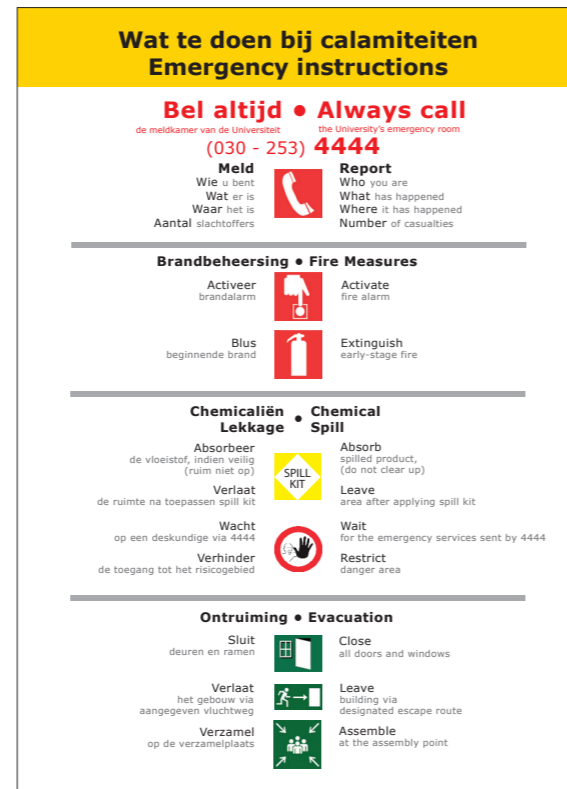 Wat te doen bij calamiteiten
Emergency instructions
Bel altijd • Always call
de meldkamer van de Universiteit the University's emergency room
(030 - 253) 4444
Meld
Wie u bent
Wat er is
Waar het is
Aantal slachtoffers
Report
Who you are
What has happened
Where it has happened
Number of casualties
Brandbeheersing • Fire Measures
Activeer
brandalarm
Activate
fire alarm
Blus
beginnende brand
Extinguish
early-stage fire
Chemicaliën • Chemical
Lekkage Spill
Absorbeer
de vloeistof, indien veilig
(ruim niet op)
Absorb
spilled product,
(do not clear up)
SPILL
KIT
Verlaat
de ruimte na toepassen spill kit
Leave
area after applying spill kit
Wacht
op een deskundige via 4444
Wait
for the emergency services sent by 4444
Verhinder
de toegang tot het risicogebied
Restrict
danger area
Ontruiming • Evacuation
Sluit
deuren en ramen
Close
all doors and windows
Verlaat
het gebouw via
aangegeven vluchtweg
Leave
building via
designated escape route
Verzamel
op de verzamelplaats
Assemble
at the assembly point